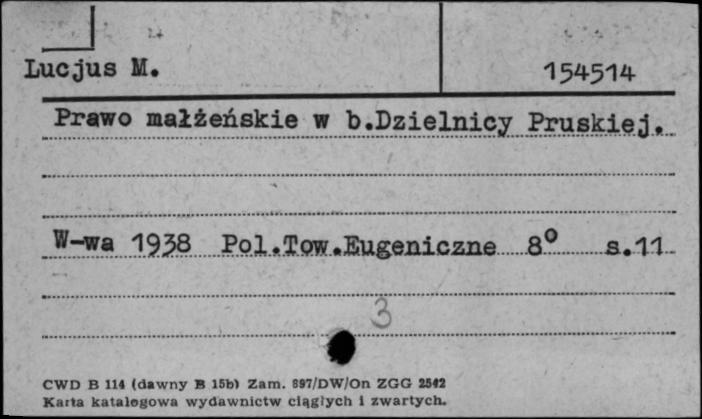 Lucjus M.
154514
Prawo małżeńskie w b.Dzielnicy Pruskiej.
W-wa 1938 Pol.Tow.Eugeniczne 8° s.11
3
CWD B 114 (dawny B 15b) Zam. 897/DW/On ZGG 2542
Karta katalogowa wydawnictw ciągłych i zwartych.